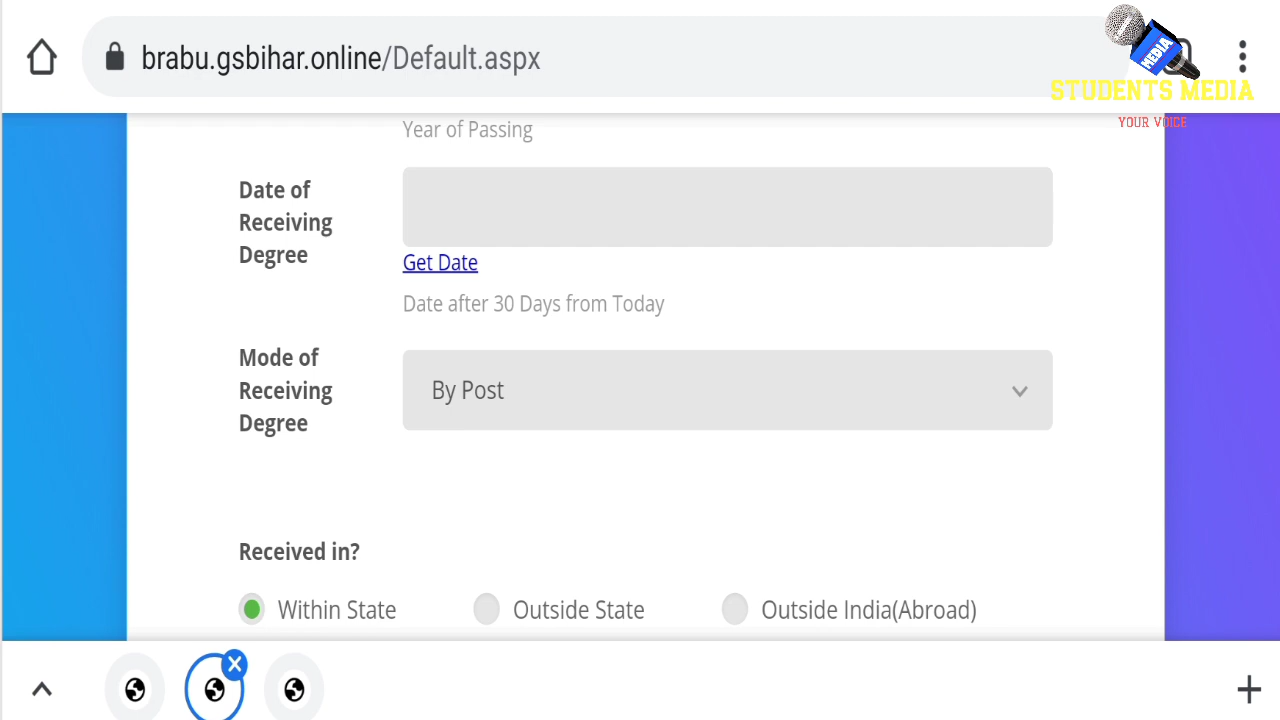 brabu.gsbihar.online/Default.aspx
MEDIA
STUDENTS MEDIA
YOUR VOICE
Year of Passing
Date of
Receiving
Degree
Get Date
Date after 30 Days from Today
Mode of
Receiving
Degree
By Post
Received in?
Within State
Outside State
Outside India(Abroad)